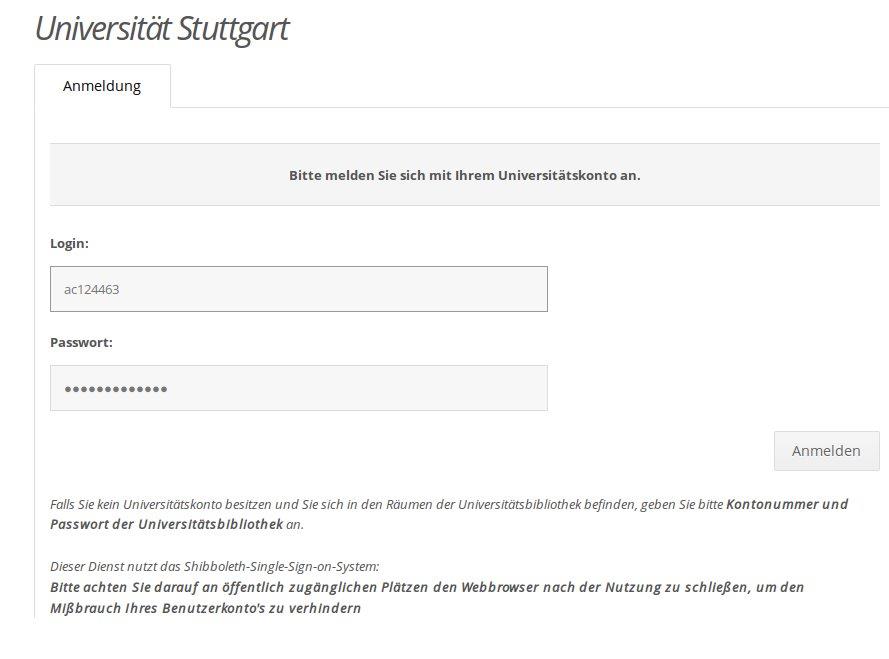 Universität Stuttgart
Anmeldung
Bitte melden Sie sich mit Ihrem Universitätskonto an.
Login:
ac124463
Passwort:
●●●●●●●●●●●●●
Anmelden
Falls Sie kein Universitätskonto besitzen und Sie sich in den Räumen der Universitätsbibliothek befinden, geben Sie bitte Kontonummer und
Passwort der Universitätsbibliothek an.
Dieser Dienst nutzt das Shibboleth-Single-Sign-on-System:
Bitte achten Sie darauf an öffentlich zugänglichen Plätzen den Webbrowser nach der Nutzung zu schließen, um den
Mißbrauch Ihres Benutzerkonto's zu verhindern